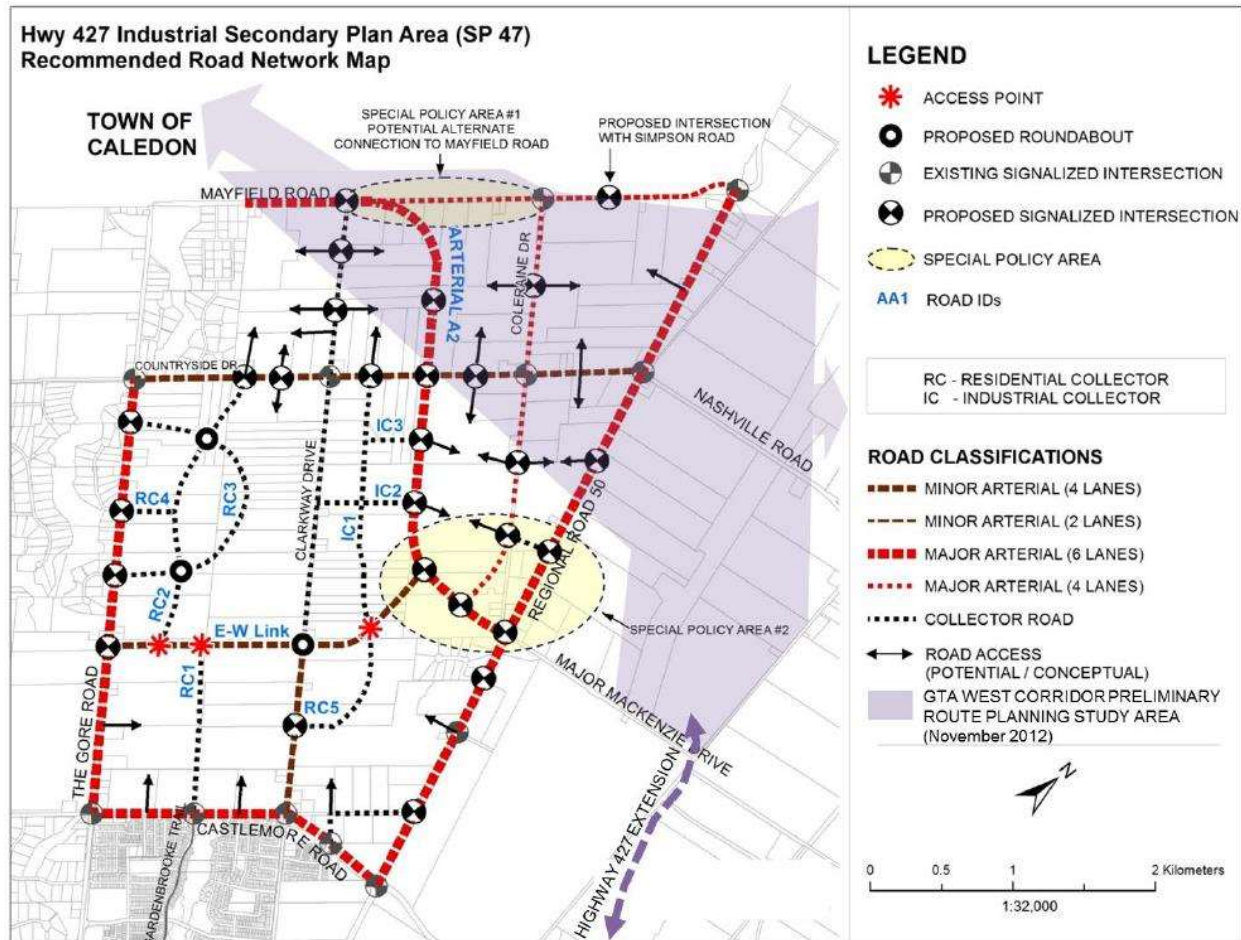 Hwy 427 Industrial Secondary Plan Area (SP 47)
Recommended Road Network Map
TOWN OF
CALEDON
SPECIAL POLICY AREA #1
POTENTIAL ALTERNATE
CONNECTION TO MAYFIELD ROAD
PROPOSED INTERSECTION
WITH SIMPSON ROAD
MAYFIELD ROAD
ARTERIAL A2
COLERAINE DR
COUNTRYSIDE DR
NASHVILLE ROAD
IC3
RC4
RC3
CLARKWAY DRIVE
IC2
IC1
REGIONAL ROAD 50
RC2
E-W Link
SPECIAL POLICY AREA #2
RC1
MAJOR MACKENZIE DRIVE
RC5
THE GORE ROAD
CASTLEMORE ROAD
GARDENBROOKE TRAIL
HIGHWAY 427 EXTENSION
LEGEND
ACCESS POINT
PROPOSED ROUNDABOUT
EXISTING SIGNALIZED INTERSECTION
PROPOSED SIGNALIZED INTERSECTION
SPECIAL POLICY AREA
AA1 ROAD IDs
RC - RESIDENTIAL COLLECTOR
IC - INDUSTRIAL COLLECTOR
ROAD CLASSIFICATIONS
MINOR ARTERIAL (4 LANES)
MINOR ARTERIAL (2 LANES)
MAJOR ARTERIAL (6 LANES)
MAJOR ARTERIAL (4 LANES)
COLLECTOR ROAD
ROAD ACCESS
(POTENTIAL / CONCEPTUAL)
GTA WEST CORRIDOR PRELIMINARY
ROUTE PLANNING STUDY AREA
(November 2012)
N
0 0.5 1 2 Kilometers
1:32,000